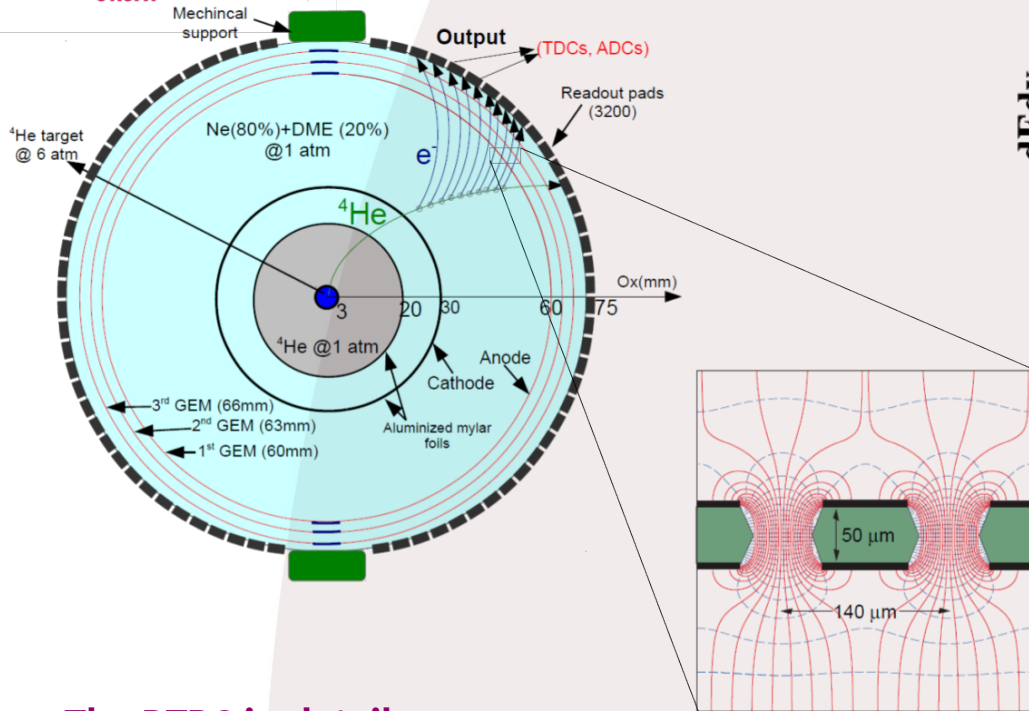 Mechincal
support
Output
(TDCs, ADCs)
Readout pads
(3200)
⁴He target
@ 6 atm
Ne(80%)+DME (20%)
@1 atm
e⁻
⁴He
Ox(mm)
3
20
30
60
75
⁴He @1 atm
Anode
Cathode
Aluminized mylar
foils
3rd GEM (66mm)
2nd GEM (63mm)
1st GEM (60mm)
50 μm
140 μm